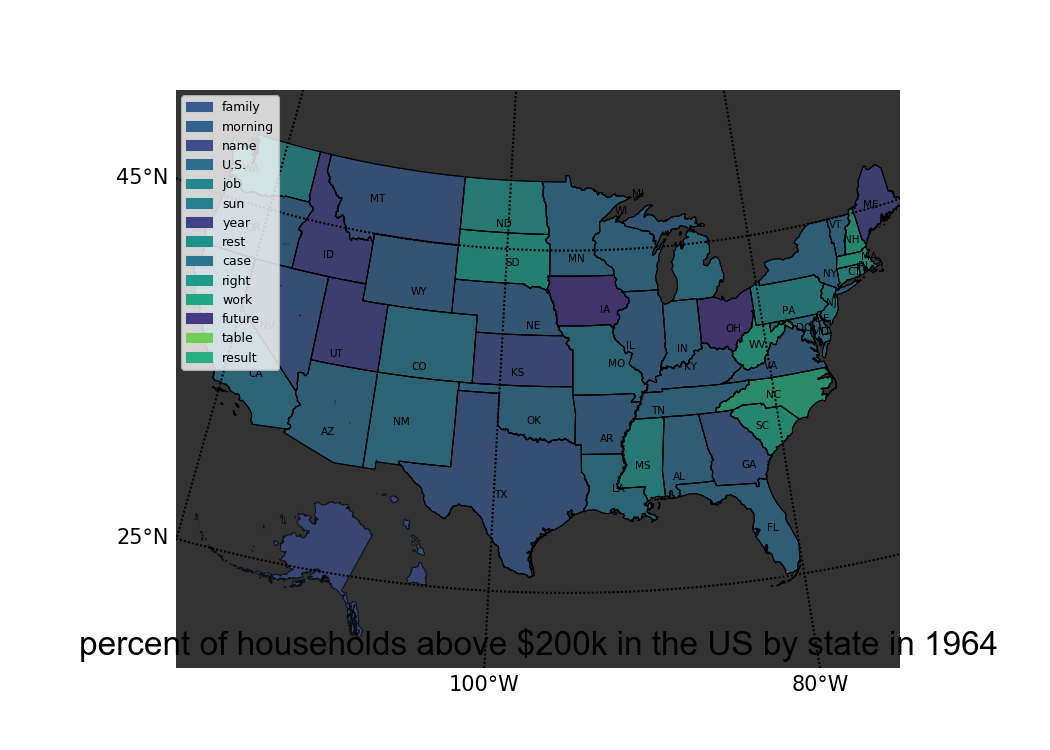 family
morning
name
U.S.
job
sun
year
rest
case
right
work
future
table
result
45°N
25°N
100°W
80°W
MT
ND
MN
WI
MI
ME
VT
NH
MA
ID
SD
WY
IA
NY
CT
NE
IL
IN
OH
PA
NJ
UT
CO
KS
MO
KY
WV
VA
DC
MD
NV
CA
AZ
NM
OK
AR
TN
NC
SC
MS
AL
GA
TX
LA
FL
percent of households above $200k in the US by state in 1964